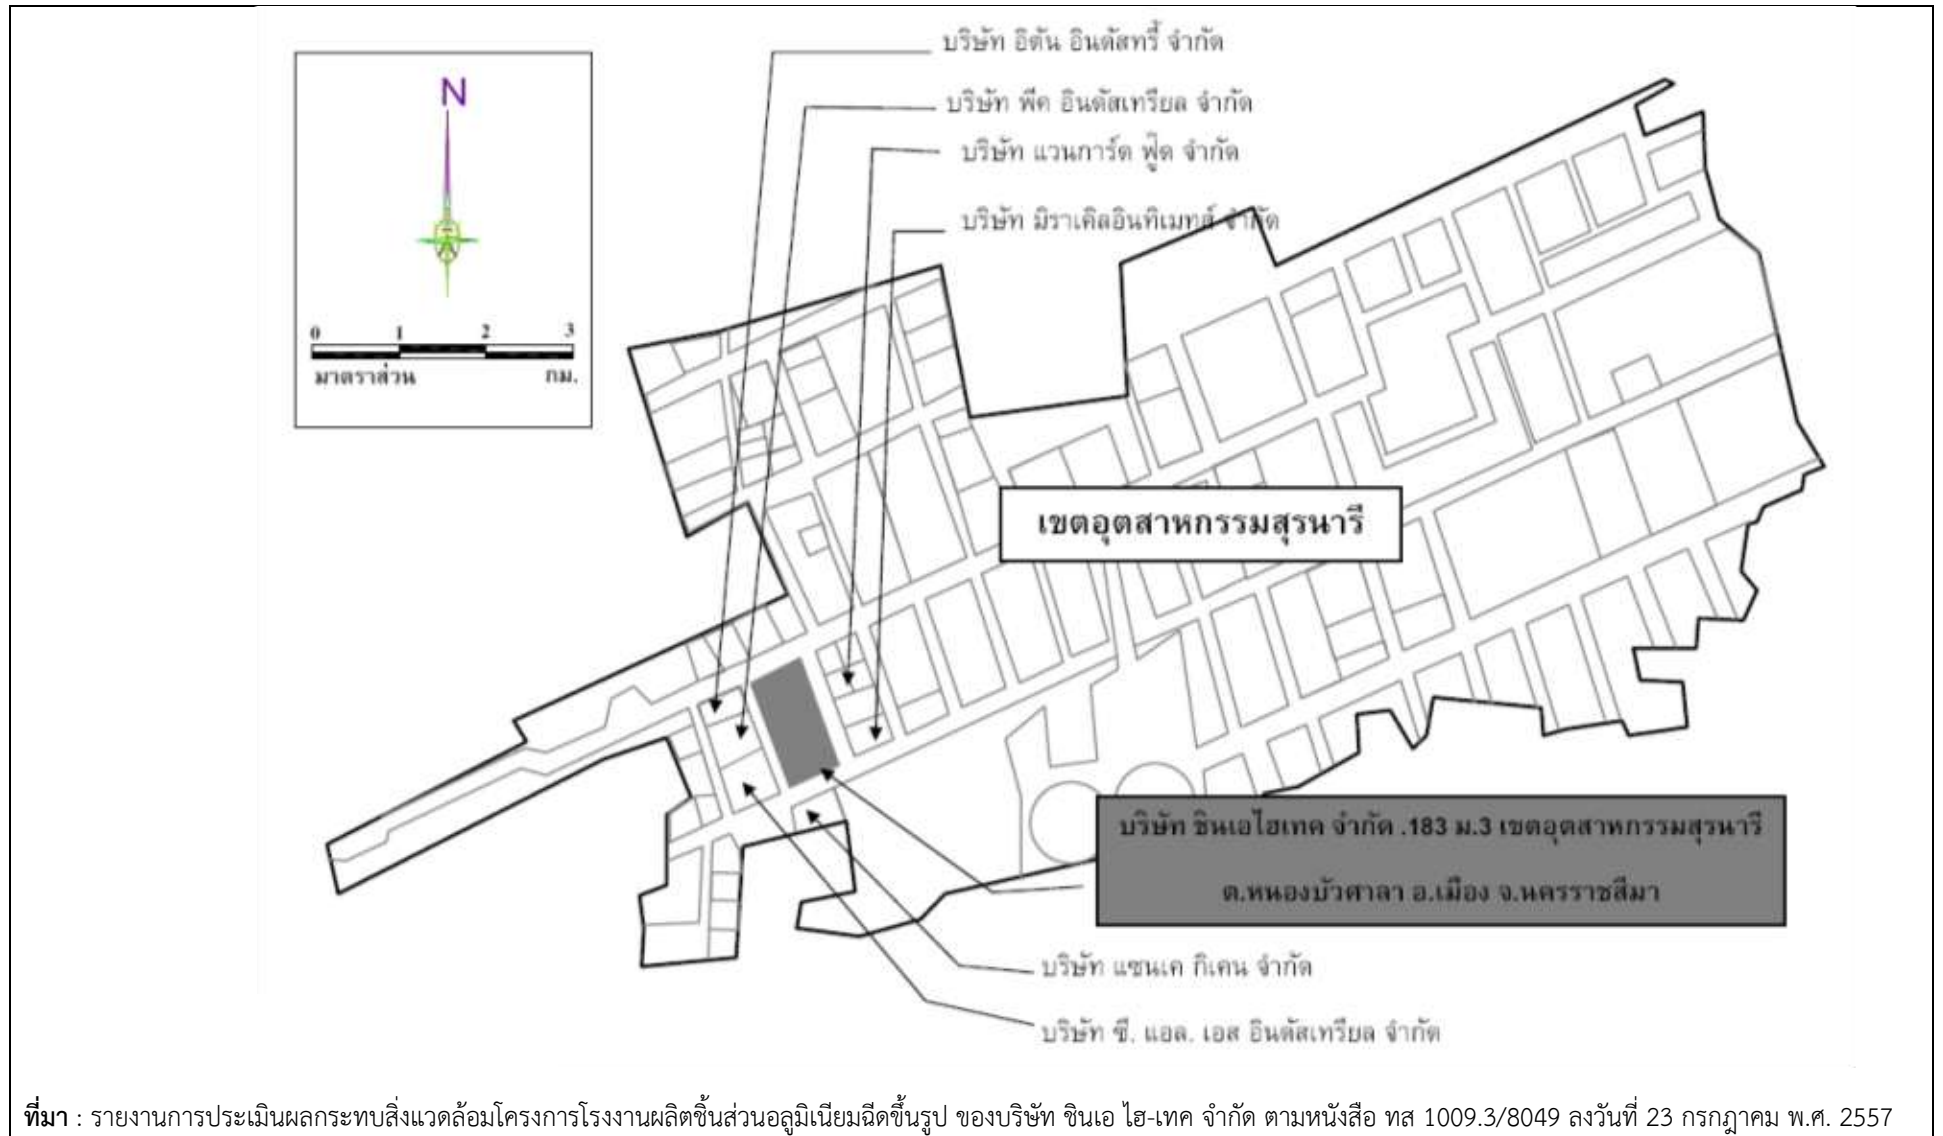 บริษัท อิตัน อินดัสทรี้ จำกัด
N
บริษัท พีค อินดัสเทรียล จำกัด
บริษัท แวนการ์ด ฟู๊ด จำกัด
บริษัท มิราเคิลอินทิเมทส์ จำกัด
0 1 2 3
มาตราส่วน กม.
เขตอุตสาหกรรมสุรนารี
บริษัท ชินเอไฮเทค จำกัด .183 ม.3 เขตอุตสาหกรรมสุรนารี
ต.หนองบัวศาลา อ.เมือง จ.นครราชสีมา
บริษัท แซนเค กิเคน จำกัด
บริษัท ซี. แอล. เอส อินดัสเทรียล จำกัด
ที่มา : รายงานการประเมินผลกระทบสิ่งแวดล้อมโครงการโรงงานผลิตชิ้นส่วนอลูมิเนียมฉีดขึ้นรูป ของบริษัท ชินเอ ไฮ-เทค จำกัด ตามหนังสือ ทส 1009.3/8049 ลงวันที่ 23 กรกฎาคม พ.ศ. 2557